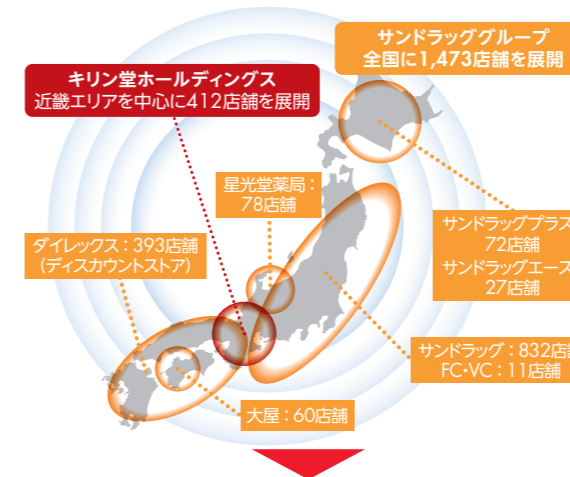 サンドラッググループ
全国に1,473店舗を展開
キリン堂ホールディングス
近畿エリアを中心に412店舗を展開
星光堂薬局：
78店舗
ダイレックス：393店舗
(ディスカウントストア)
サンドラッグプラス
72店舗
サンドラッグエース
27店舗
サンドラッグ：832店舗
FC・VC：11店舗
大屋：60店舗